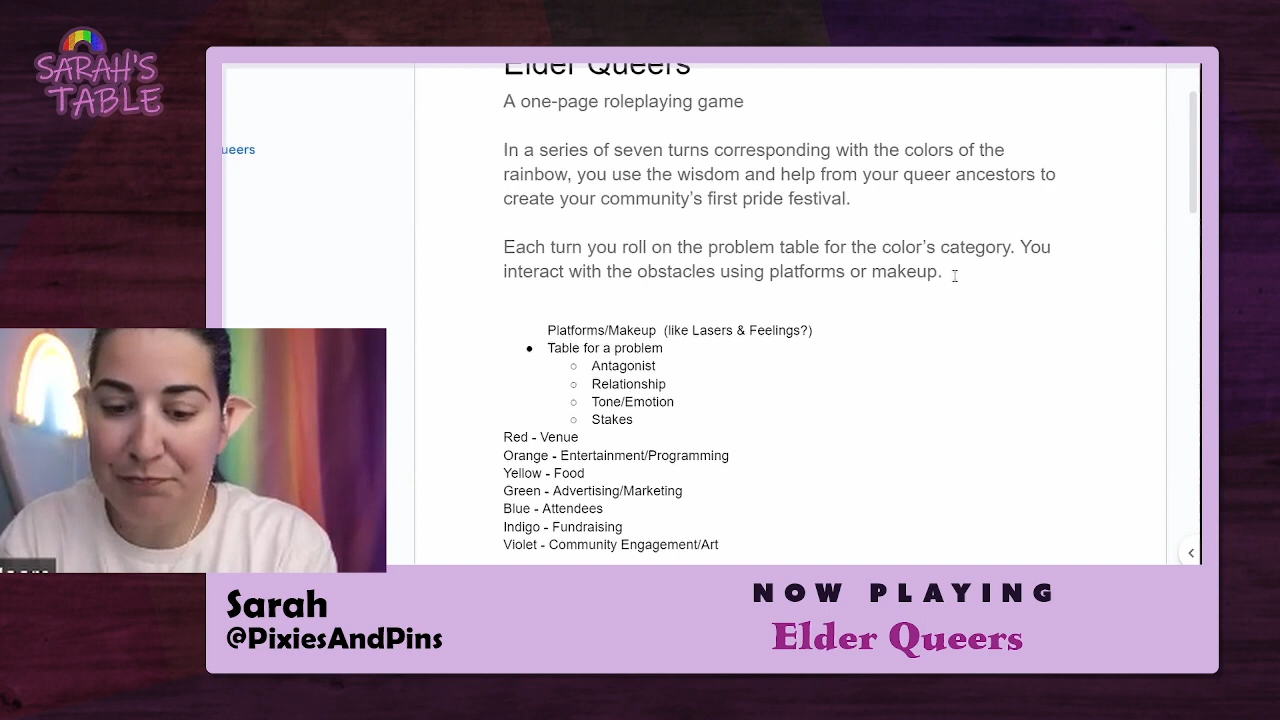 SARAH'S
TABLE
Elder Queers
A one-page roleplaying game
ueers
In a series of seven turns corresponding with the colors of the
rainbow, you use the wisdom and help from your queer ancestors to
create your community's first pride festival.
Each turn you roll on the problem table for the color's category. You
interact with the obstacles using platforms or makeup.
Platforms/Makeup (like Lasers & Feelings?)
● Table for a problem
○ Antagonist
○ Relationship
○ Tone/Emotion
○ Stakes
Red - Venue
Orange - Entertainment/Programming
Yellow - Food
Green - Advertising/Marketing
Blue - Attendees
Indigo - Fundraising
Violet - Community Engagement/Art
Sarah
@PixiesAndPins
NOW PLAYING
Elder Queers